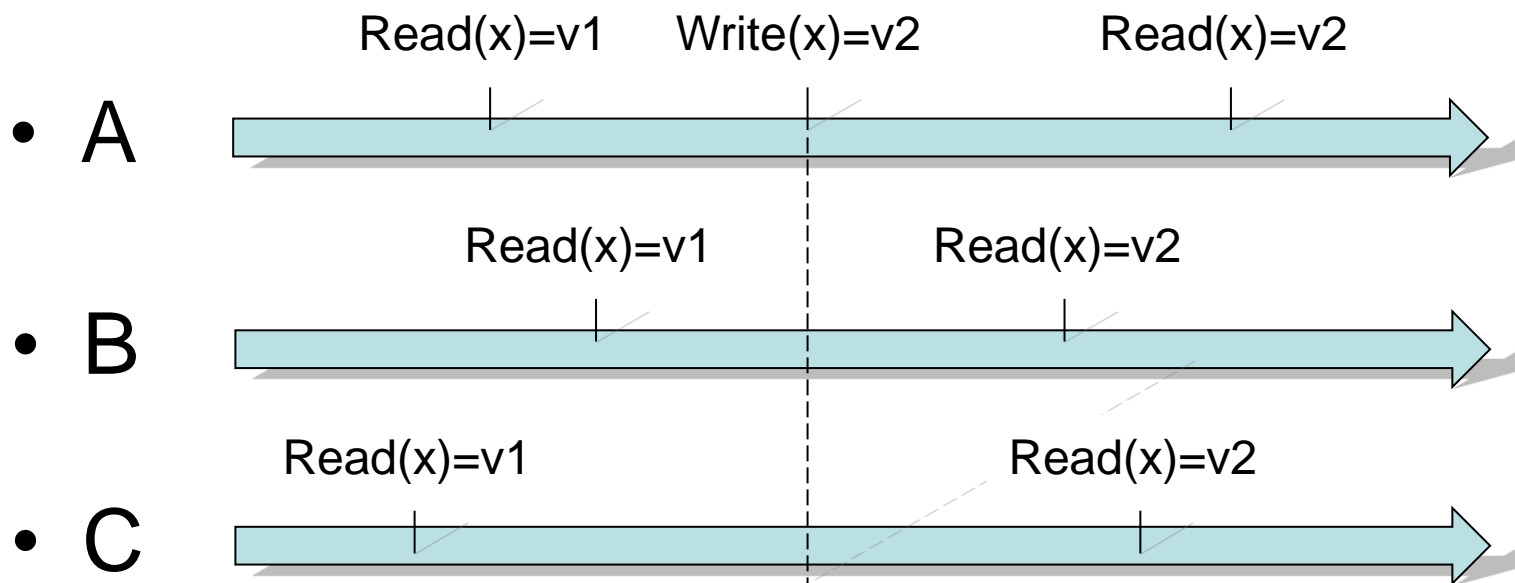 Read(x)=v1 Write(x)=v2 Read(x)=v2
• A
Read(x)=v1 Read(x)=v2
• B
Read(x)=v1 Read(x)=v2
• C